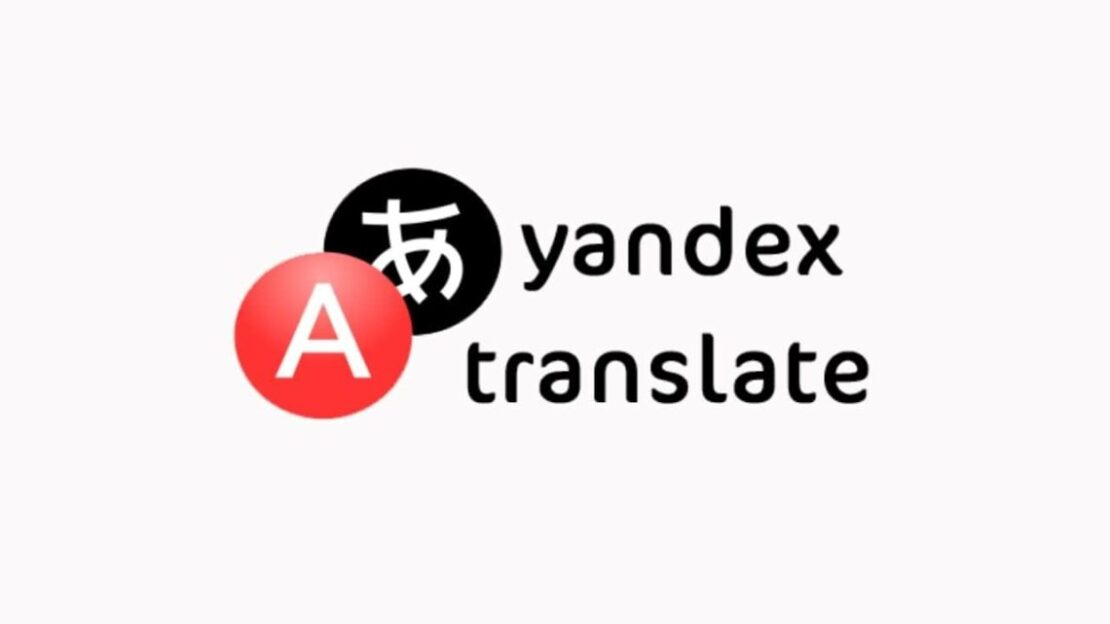 あ
A
yandex
translate